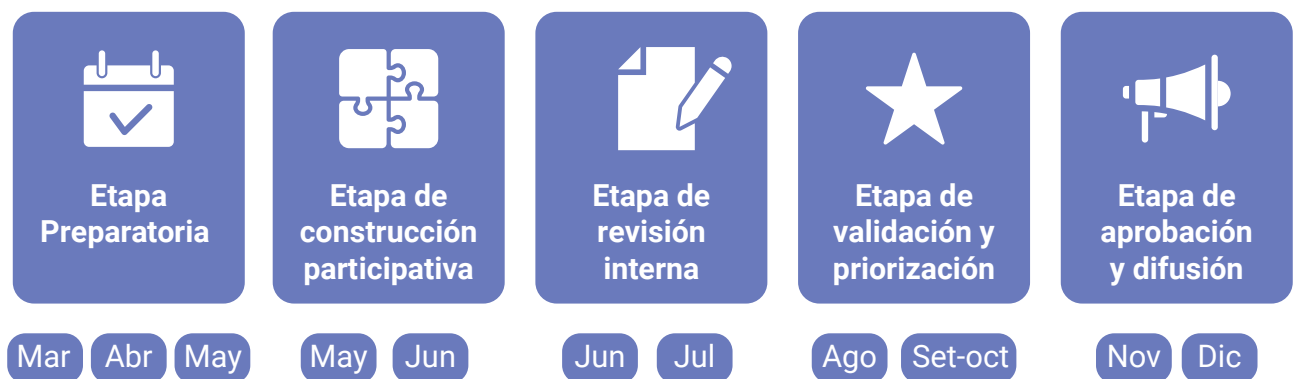 Etapa
Preparatoria
Etapa de
construcción
participativa
Etapa de
revisión
interna
Etapa de
validación y
priorización
Etapa de
aprobación
y difusión
Mar Abr May
May Jun
Jun Jul
Ago Set-oct
Nov Dic